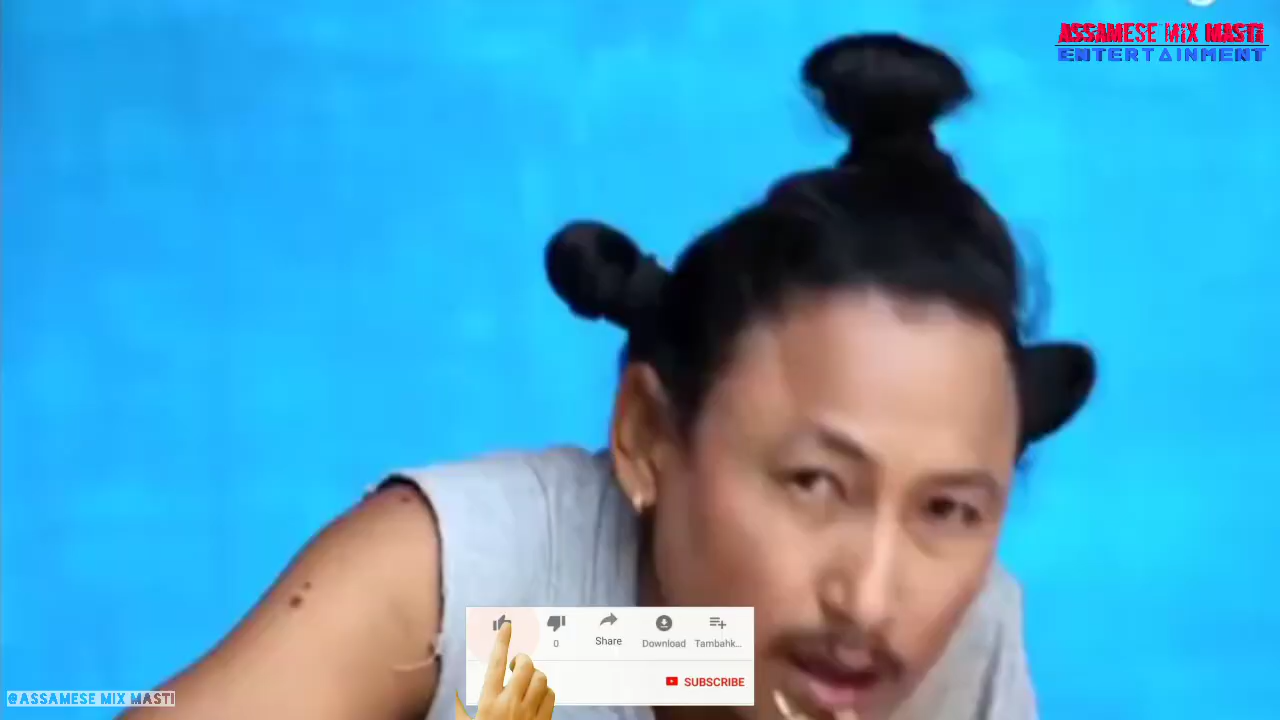 ASSAMESE MIX MASTI
ENTERTAINMENT
0
Share
Download
Tambahk...
SUBSCRIBE
@ASSAMESE MIX MASTI